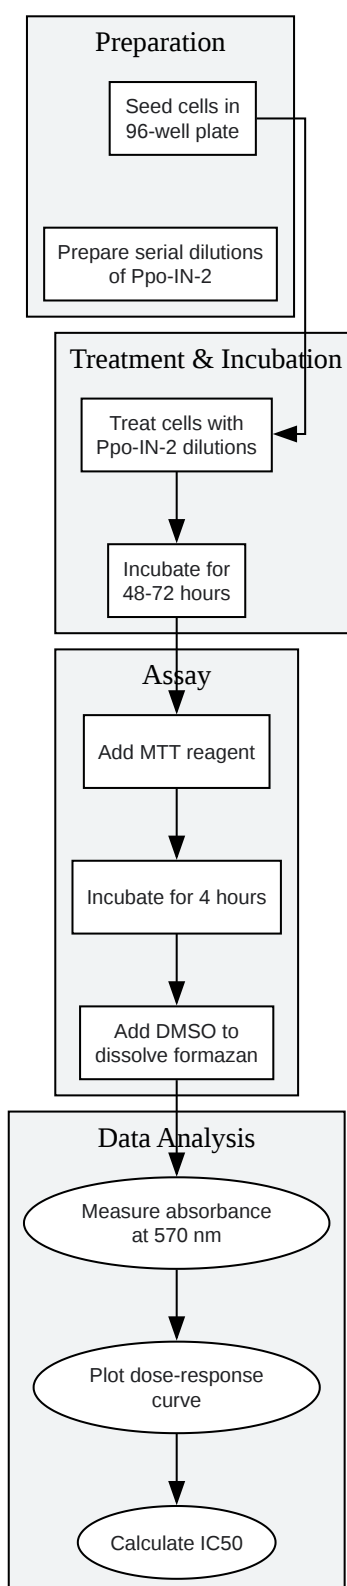 Preparation
Seed cells in
96-well plate
Prepare serial dilutions
of Ppo-IN-2
Treatment & Incubation
Treat cells with
Ppo-IN-2 dilutions
Incubate for
48-72 hours
Assay
Add MTT reagent
Incubate for 4 hours
Add DMSO to
dissolve formazan
Data Analysis
Measure absorbance
at 570 nm
Plot dose-response
curve
Calculate IC50